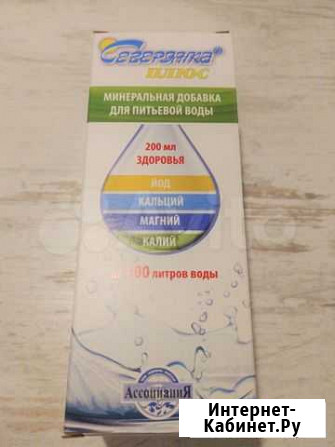 Северянка®
плюс
МИНЕРАЛЬНАЯ ДОБАВКА
ДЛЯ ПИТЬЕВОЙ ВОДЫ
200 мл
ЗДОРОВЬЯ
ЙОД
КАЛЬЦИЙ
МАГНИЙ
КАЛИЙ
литров воды
АссоциациЯ
Интернет-
Кабинет.Ру